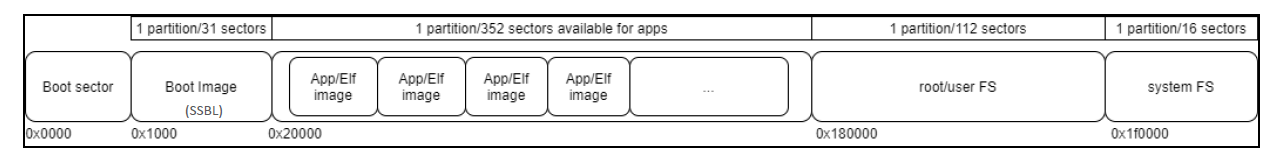 1 partition/31 sectors
1 partition/352 sectors available for apps
1 partition/112 sectors
1 partition/16 sectors
Boot sector
Boot Image
(SSBL)
App/Elf
image
App/Elf
image
App/Elf
image
App/Elf
image
...
root/user FS
system FS
0x0000
0x1000
0x20000
0x180000
0x1f0000